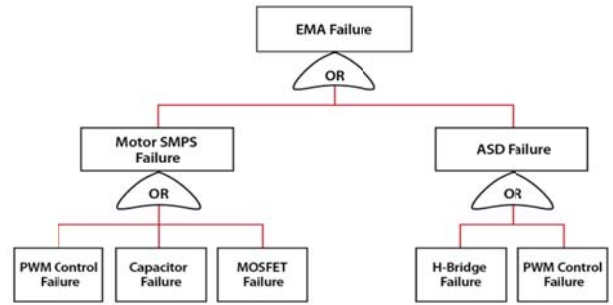 EMA Failure
OR
Motor SMPS
Failure
ASD Failure
OR
OR
PWM Control
Failure
Capacitor
Failure
MOSFET
Failure
H-Bridge
Failure
PWM Control
Failure